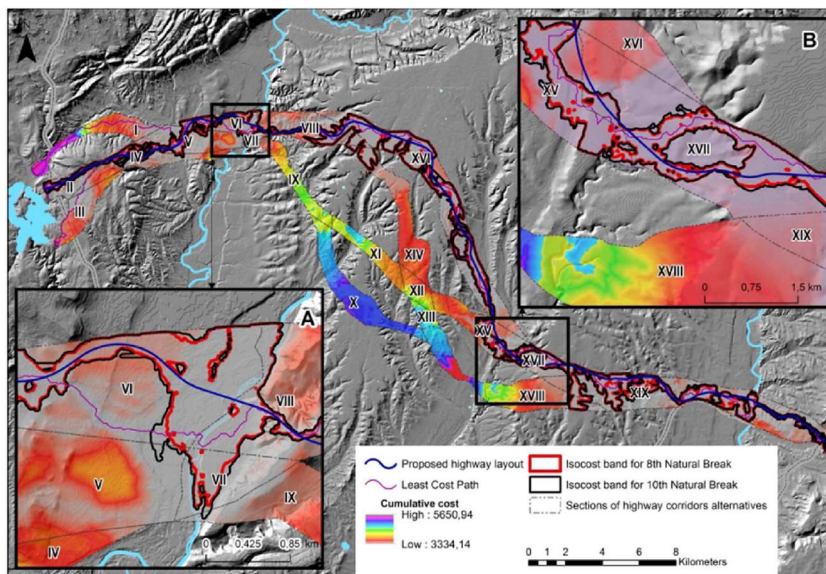 B
XVI
XV
XVII
XIX
XVIII
0 0,75 1,5 km
I
II
III
IV
V
VI
VII
VIII
IX
X
XI
XII
XIII
XIV
XV
XVI
XVII
XVIII
XIX
A
VI
V
IV
VII
VIII
IX
0 0,425 0,85 km
Proposed highway layout
Least Cost Path
Cumulative cost
High : 5650,94
Low : 3334,14
Isocost band for 8th Natural Break
Isocost band for 10th Natural Break
Sections of highway corridors alternatives
0 1 2 4 6 8
Kilometers